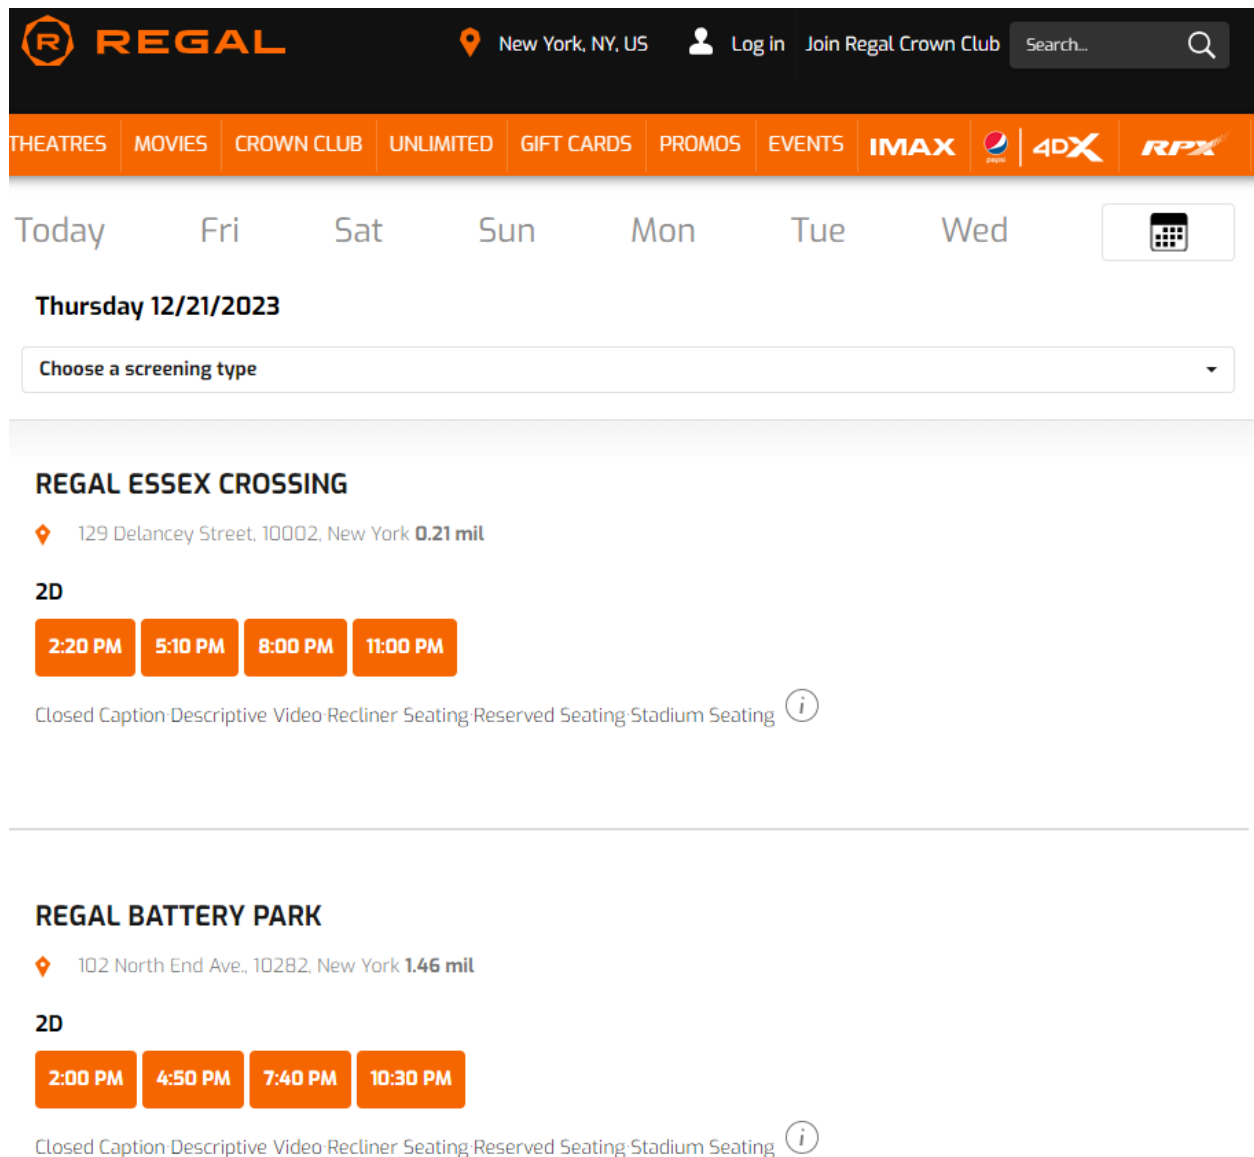 R REGAL New York, NY, US Log in Join Regal Crown Club Search...
THEATRES MOVIES CROWN CLUB UNLIMITED GIFT CARDS PROMOS EVENTS IMAX pepsi 4DX RPX
Today Fri Sat Sun Mon Tue Wed
Thursday 12/21/2023
Choose a screening type
REGAL ESSEX CROSSING
129 Delancey Street, 10002, New York 0.21 mil
2D
2:20 PM 5:10 PM 8:00 PM 11:00 PM
Closed Caption·Descriptive Video·Recliner Seating·Reserved Seating·Stadium Seating i
REGAL BATTERY PARK
102 North End Ave., 10282, New York 1.46 mil
2D
2:00 PM 4:50 PM 7:40 PM 10:30 PM
Closed Caption·Descriptive Video·Recliner Seating·Reserved Seating·Stadium Seating i